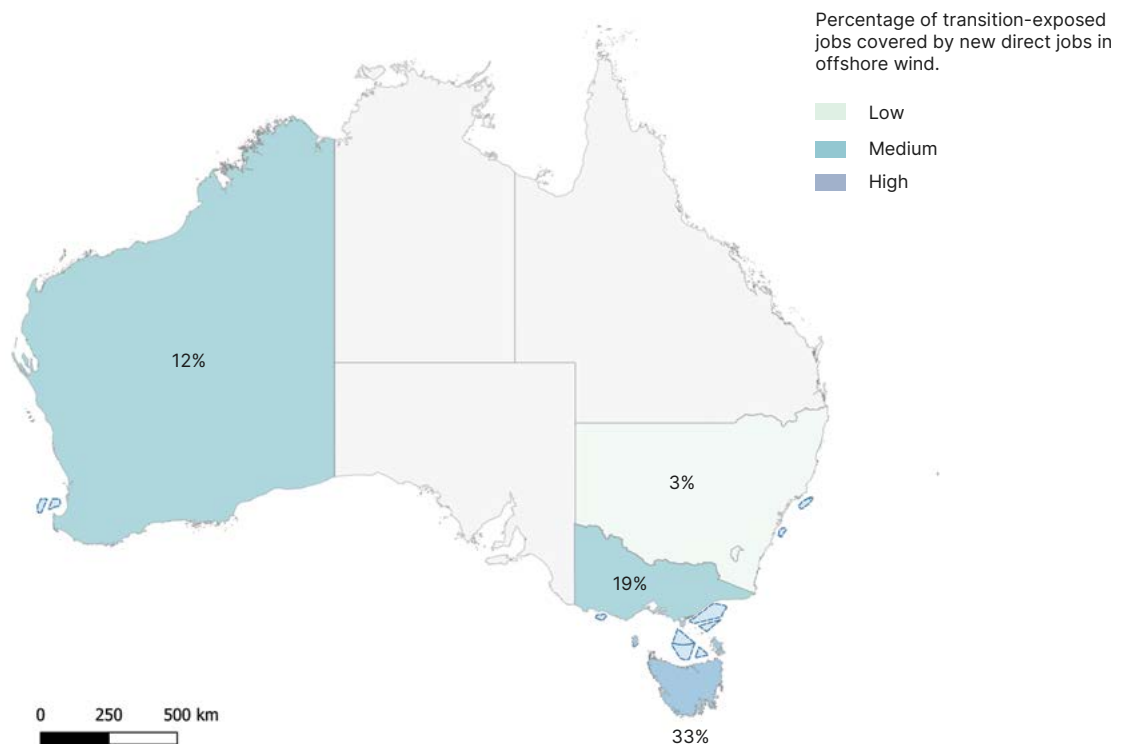 Percentage of transition-exposed
jobs covered by new direct jobs in
offshore wind.
Low
Medium
High
12%
3%
19%
33%
0 250 500 km